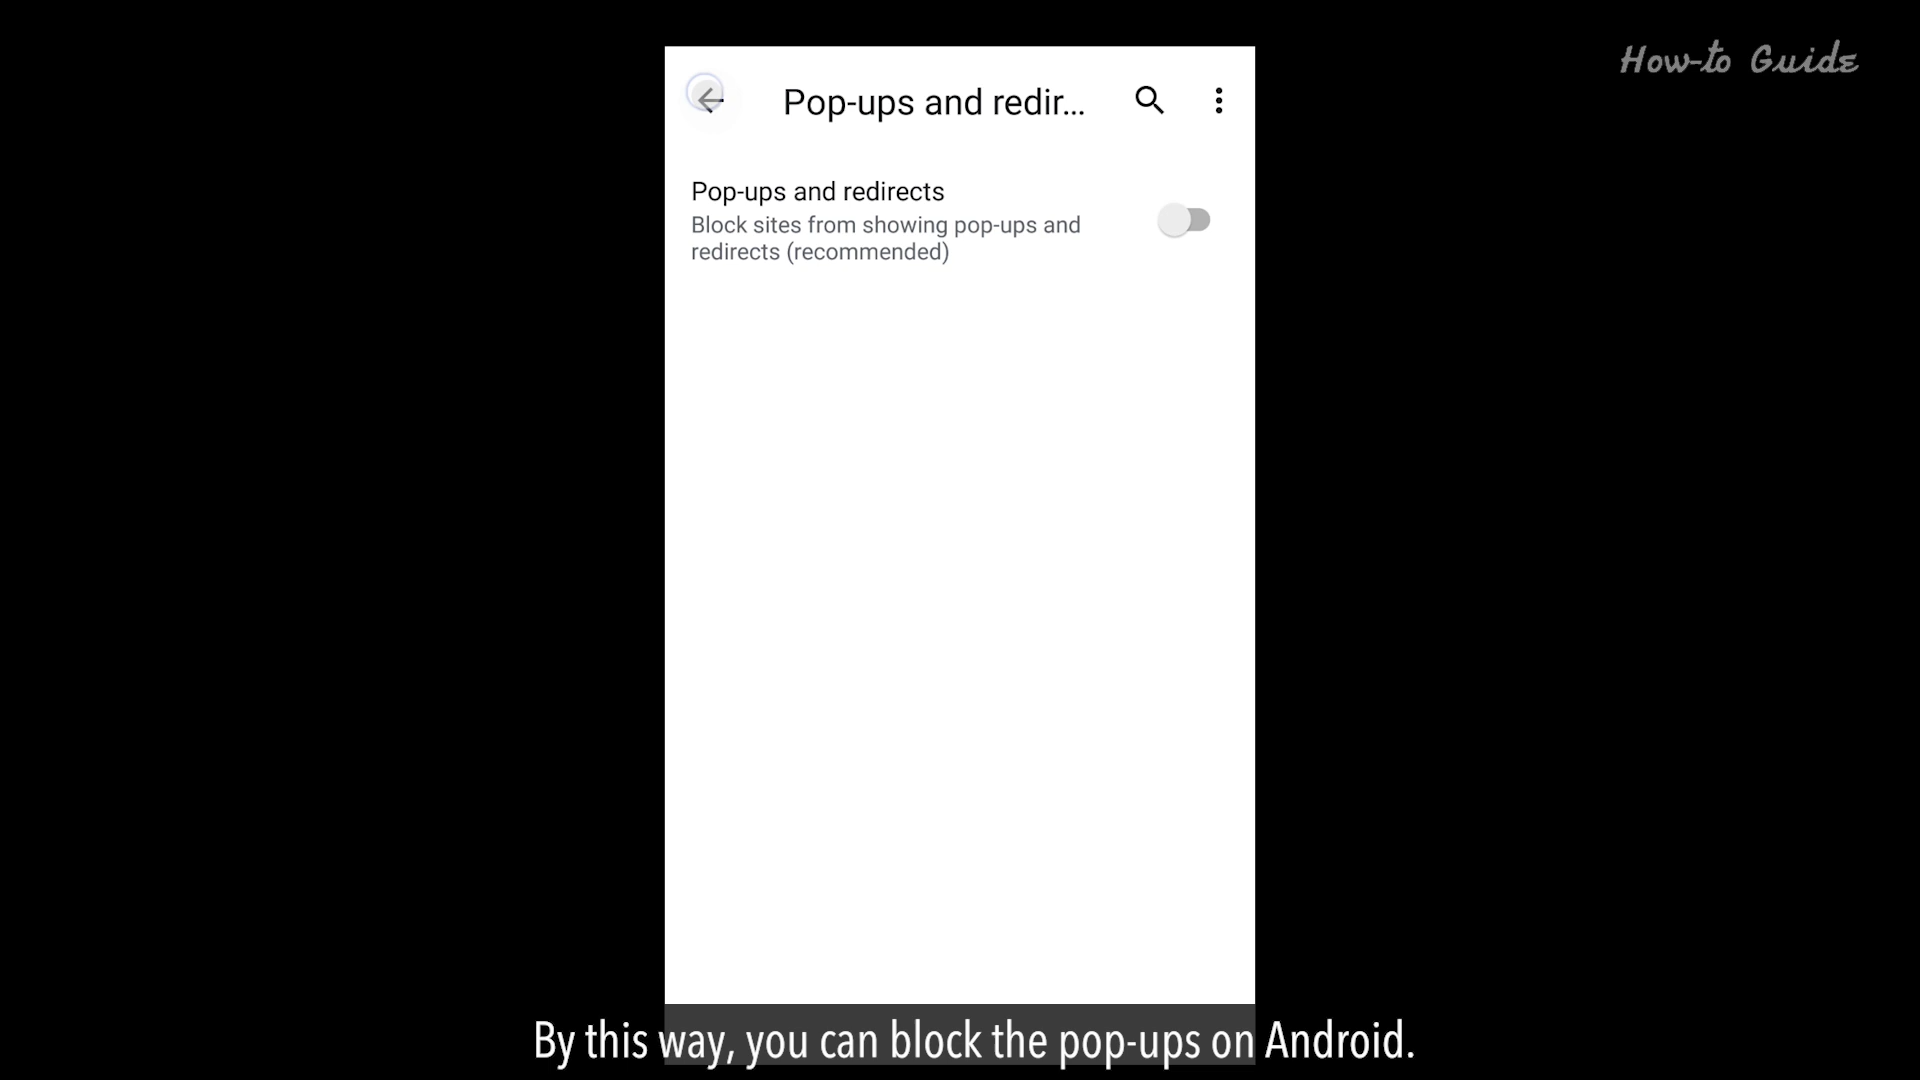 How-to Guide
Pop-ups and redir...
Pop-ups and redirects
Block sites from showing pop-ups and
redirects (recommended)
By this way, you can block the pop-ups on Android.